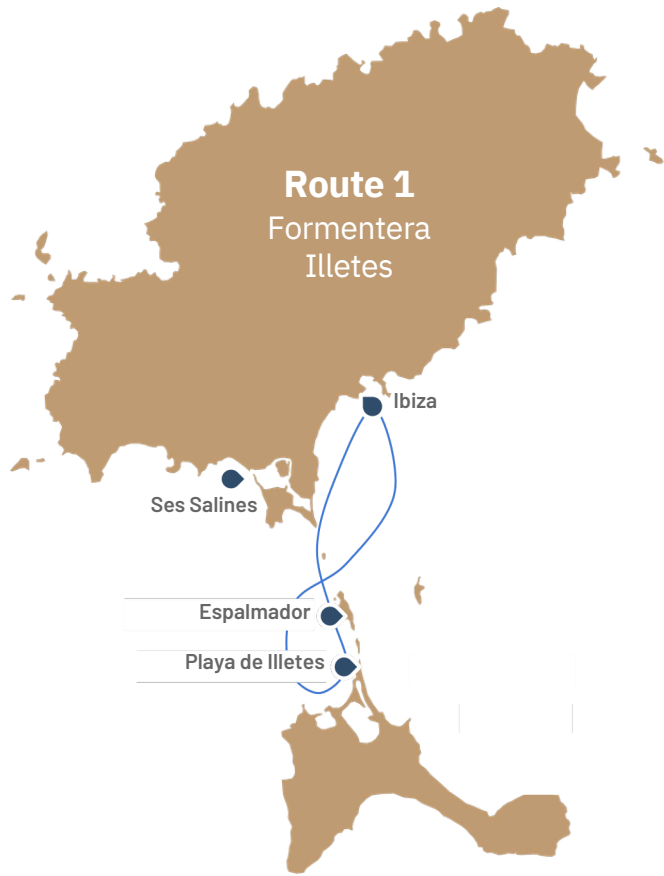 Route 1
Formentera
Illetes
Ibiza
Ses Salines
Espalmador
Playa de Illetes